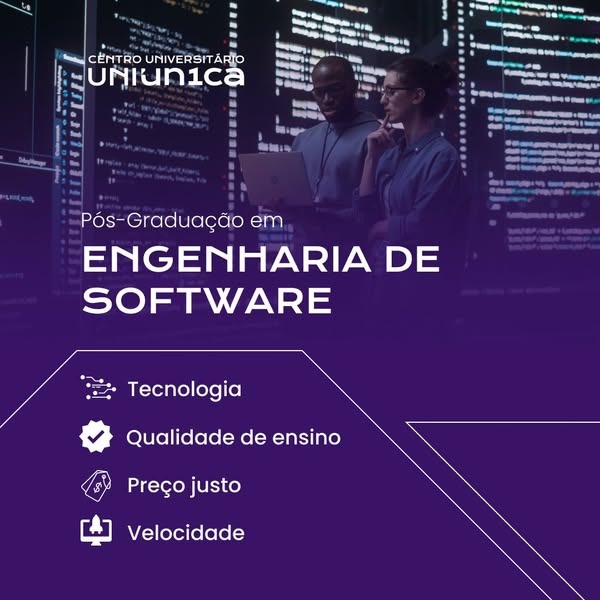 CENTRO UNIVERSITÁRIO
UNIUN1CA
Pós-Graduação em
ENGENHARIA DE
SOFTWARE
Tecnologia
Qualidade de ensino
Preço justo
Velocidade